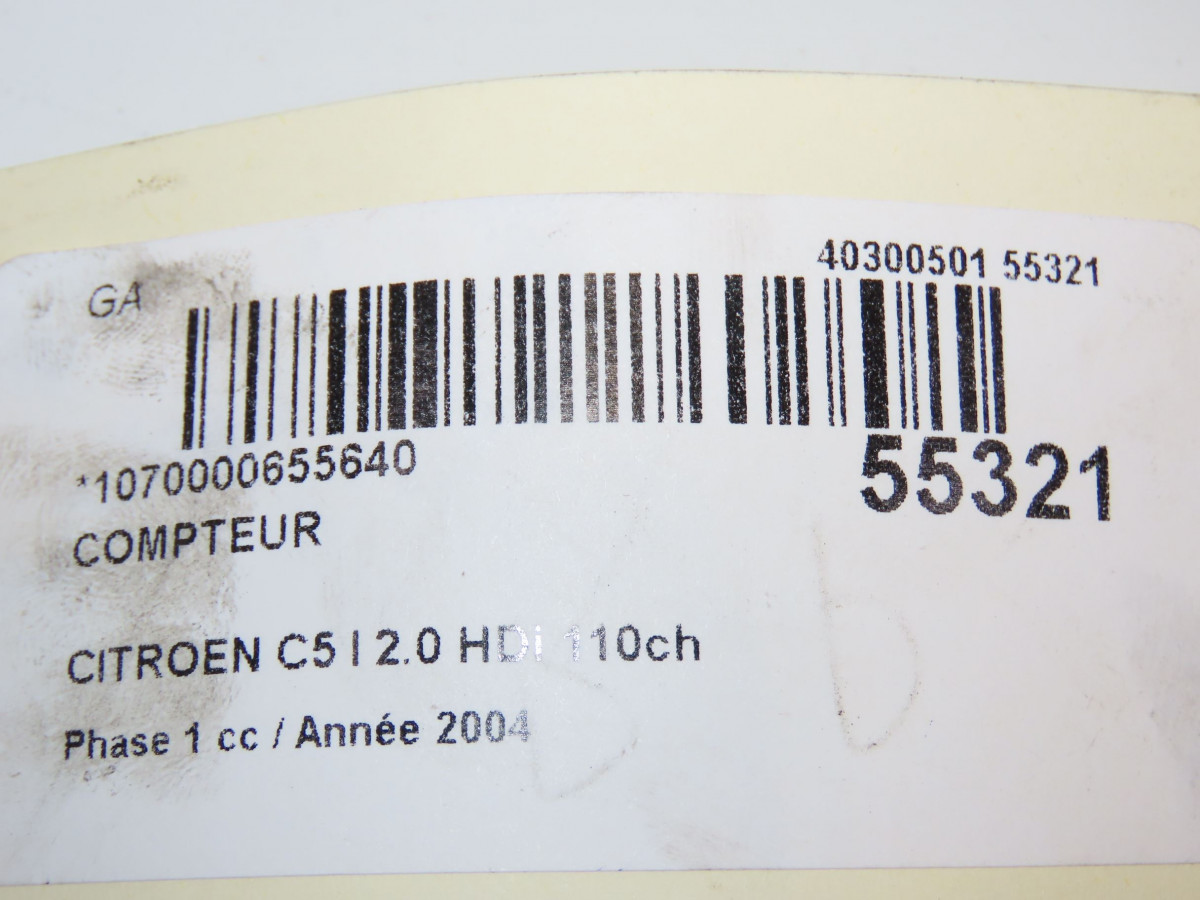 40300501 55321
GA
*1070000655640
55321
COMPTEUR
CITROEN C5 I 2.0 HDi 110ch
Phase 1 cc / Année 2004